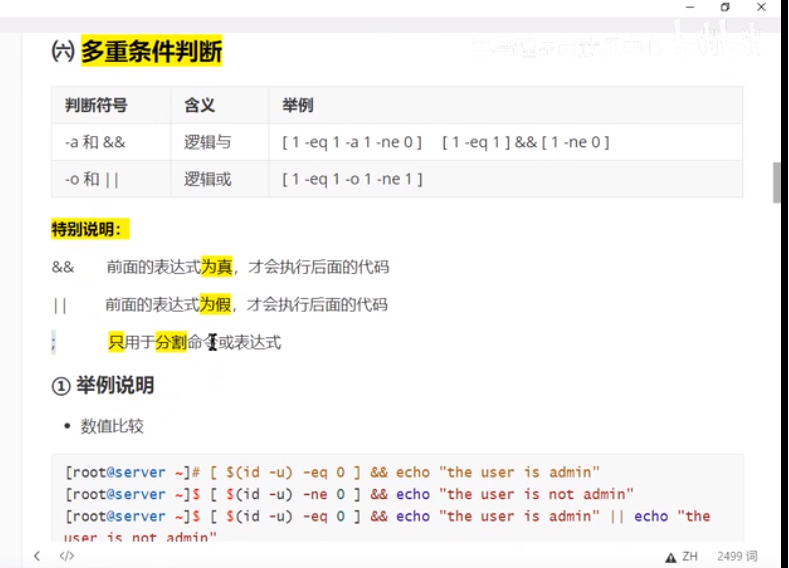 ㈥ 多重条件判断
判断符号 含义 举例
-a 和 && 逻辑与 [ 1 -eq 1 -a 1 -ne 0 ] [ 1 -eq 1 ] && [ 1 -ne 0 ]
-o 和 || 逻辑或 [ 1 -eq 1 -o 1 -ne 1 ]
特别说明：
&& 前面的表达式为真，才会执行后面的代码
|| 前面的表达式为假，才会执行后面的代码
; 只用于分割命令或表达式
① 举例说明
• 数值比较
[root@server ~]# [ $(id -u) -eq 0 ] && echo "the user is admin"
[root@server ~]$ [ $(id -u) -ne 0 ] && echo "the user is not admin"
[root@server ~]$ [ $(id -u) -eq 0 ] && echo "the user is admin" || echo "the
user is not admin"
ZH 2499 词